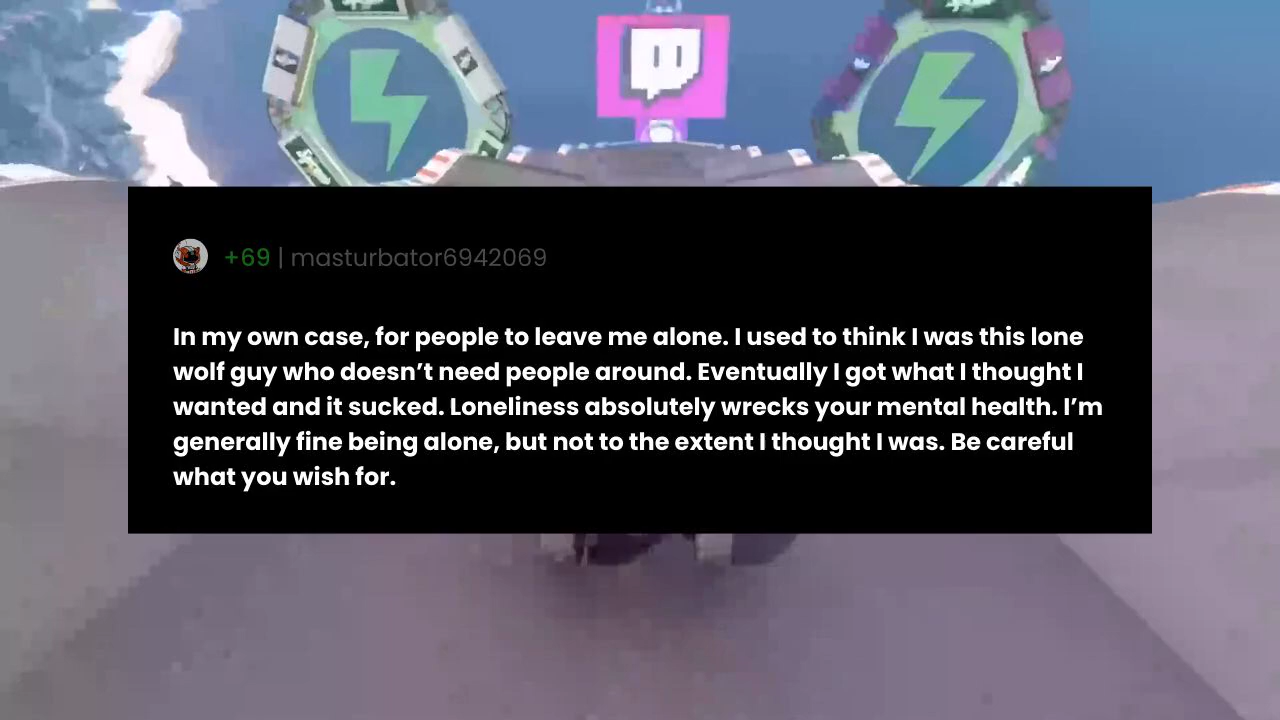 +69 | masturbator6942069
In my own case, for people to leave me alone. I used to think I was this lone
wolf guy who doesn’t need people around. Eventually I got what I thought I
wanted and it sucked. Loneliness absolutely wrecks your mental health. I’m
generally fine being alone, but not to the extent I thought I was. Be careful
what you wish for.